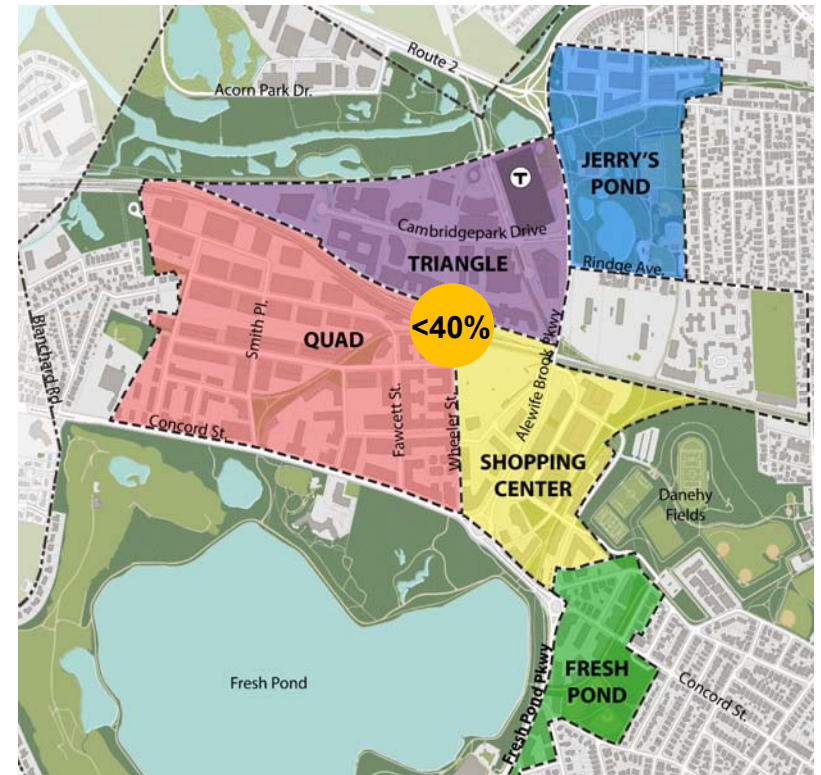 Route 2
Acorn Park Dr.
JERRY'S
POND
T
Cambridgepark Drive
TRIANGLE
Rindge Ave.
Blanchard Rd.
Smith Pl.
QUAD
<40%
Alewife Brook Pkwy
Concord St.
Fawcett St.
Wheeler St.
SHOPPING
CENTER
Danehy
Fields
Fresh Pond
Fresh Pond Pkwy
FRESH
POND
Concord St.